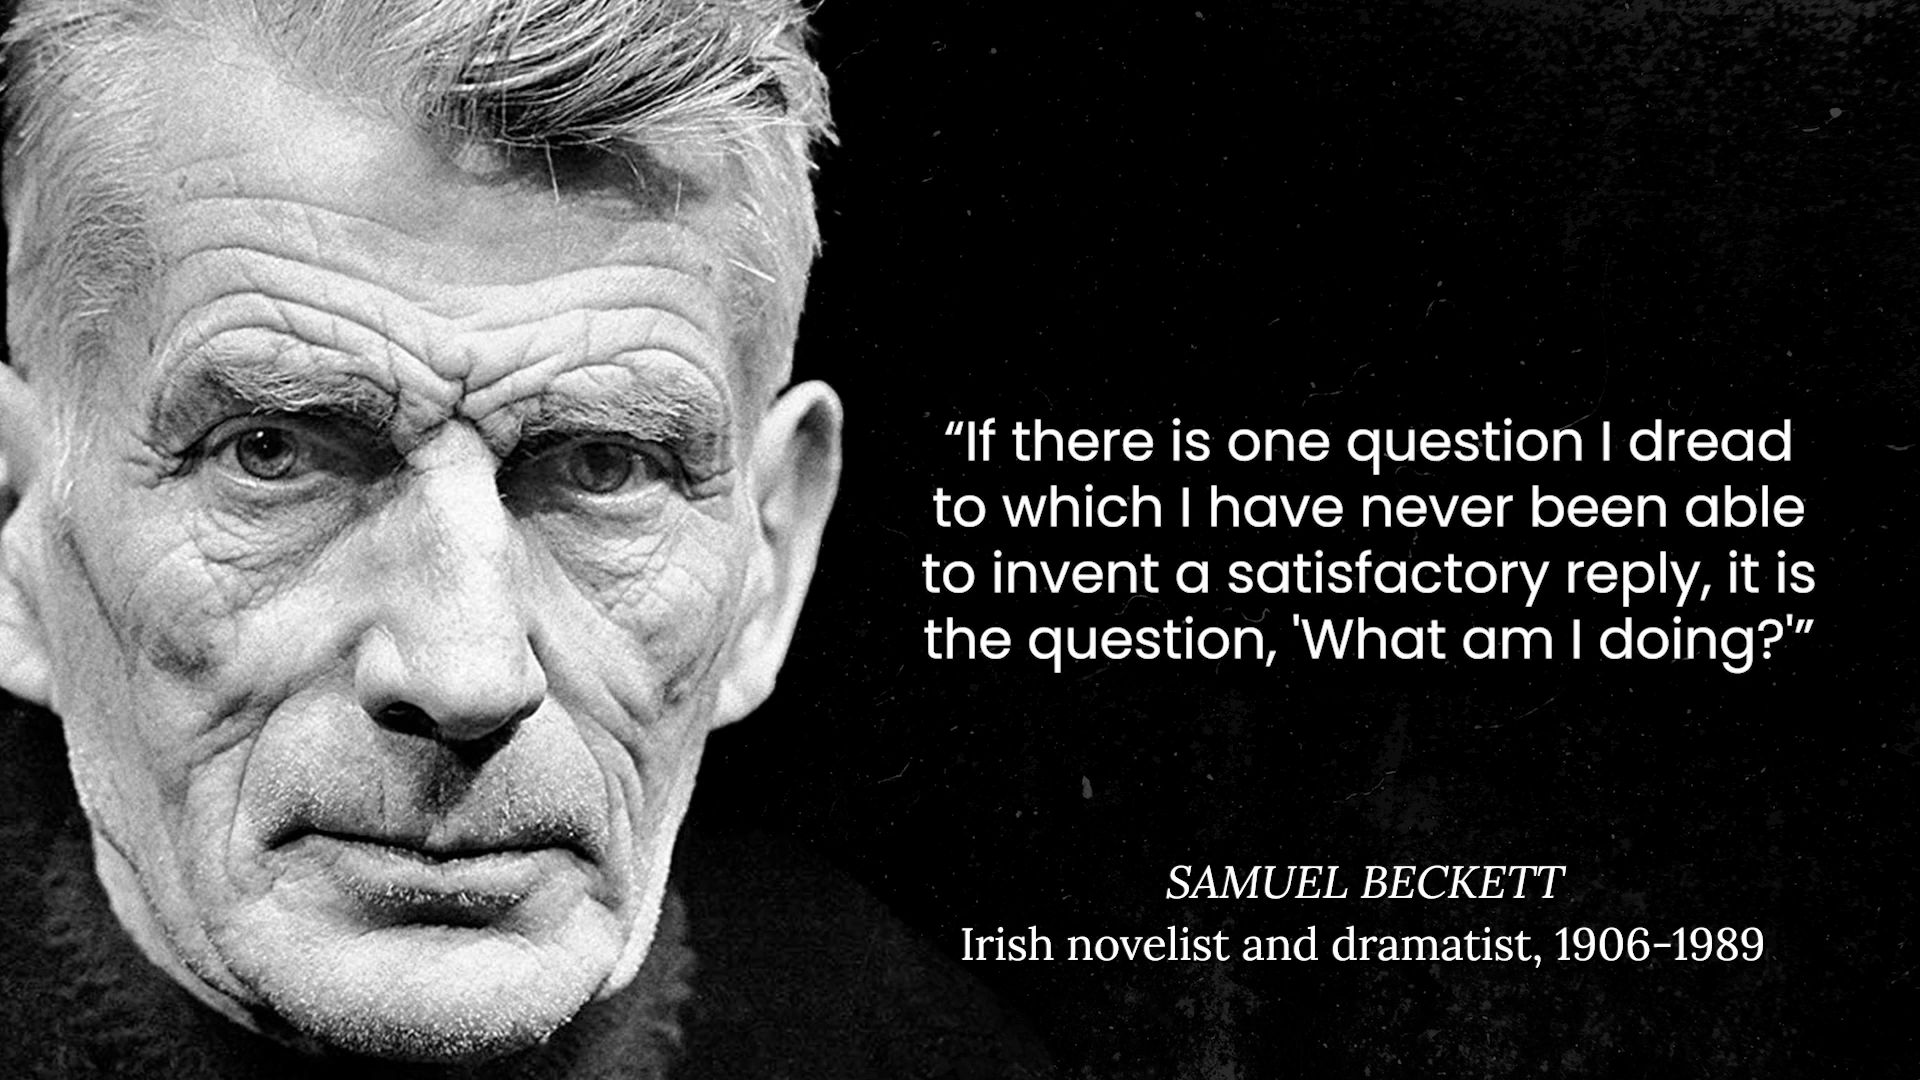 “If there is one question I dread
to which I have never been able
to invent a satisfactory reply, it is
the question, 'What am I doing?'”
SAMUEL BECKETT
Irish novelist and dramatist, 1906-1989